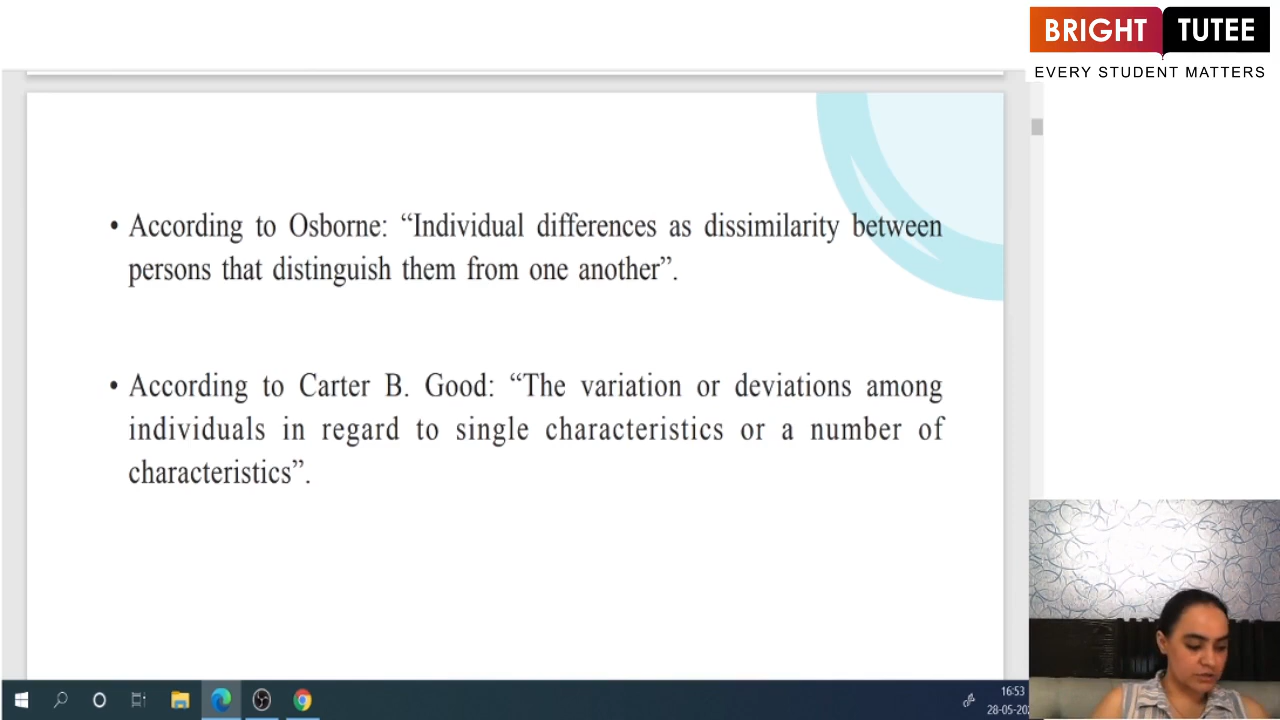 BRIGHT TUTEE
EVERY STUDENT MATTERS
• According to Osborne: “Individual differences as dissimilarity between
persons that distinguish them from one another”.
• According to Carter B. Good: “The variation or deviations among
individuals in regard to single characteristics or a number of
characteristics”.
16:53
28-05-20